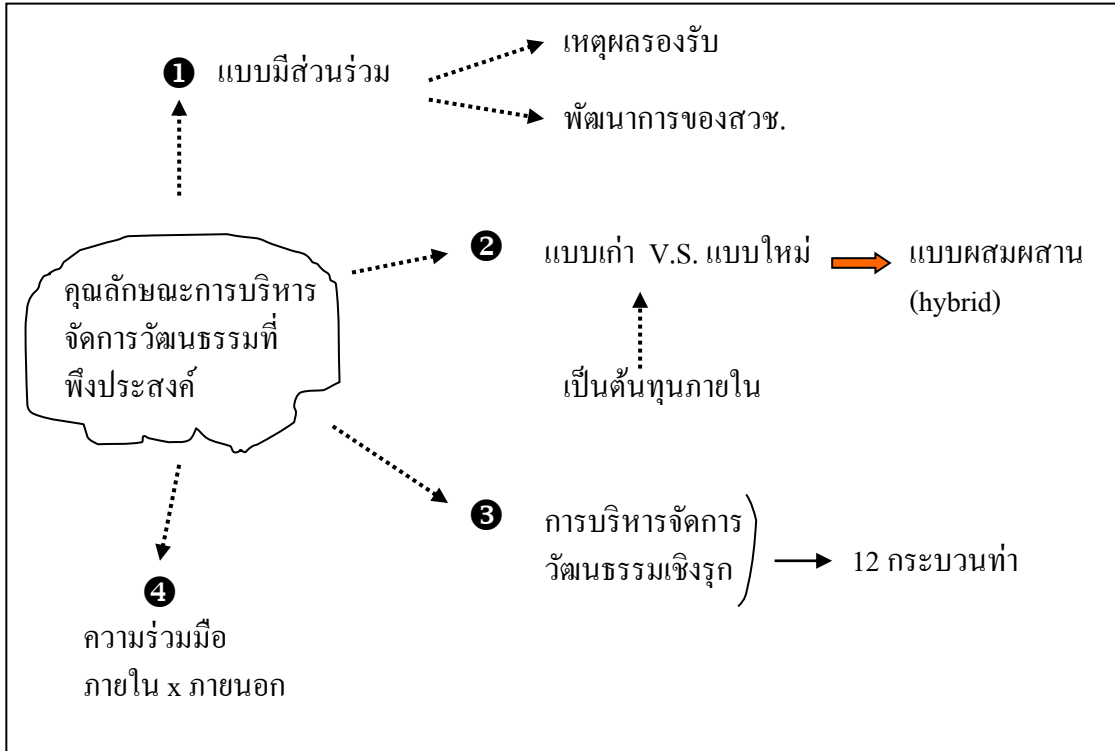 ❶ แบบมีส่วนร่วม
เหตุผลรองรับ
พัฒนาการของสวช.
คุณลักษณะการบริหาร
จัดการวัฒนธรรมที่
พึงประสงค์
❷ แบบเก่า V.S. แบบใหม่
แบบผสมผสาน
(hybrid)
เป็นต้นทุนภายใน
❸ การบริหารจัดการ
วัฒนธรรมเชิงรุก
12 กระบวนท่า
❹
ความร่วมมือ
ภายใน x ภายนอก